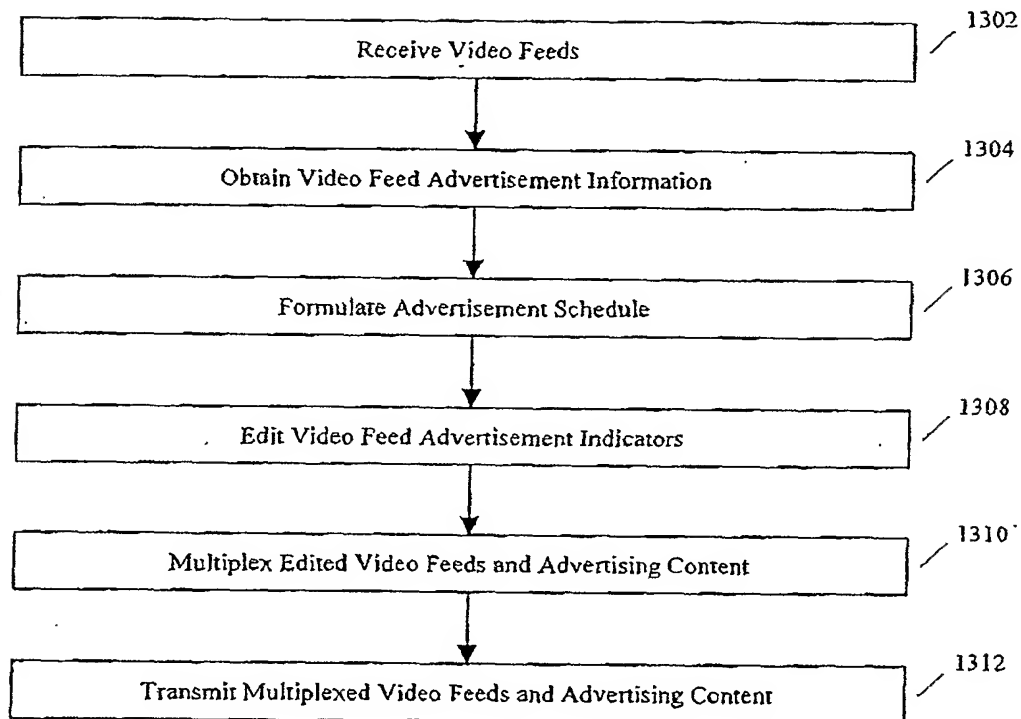 1302
Receive Video Feeds
1304
Obtain Video Feed Advertisement Information
1306
Formulate Advertisement Schedule
1308
Edit Video Feed Advertisement Indicators
1310
Multiplex Edited Video Feeds and Advertising Content
1312
Transmit Multiplexed Video Feeds and Advertising Content